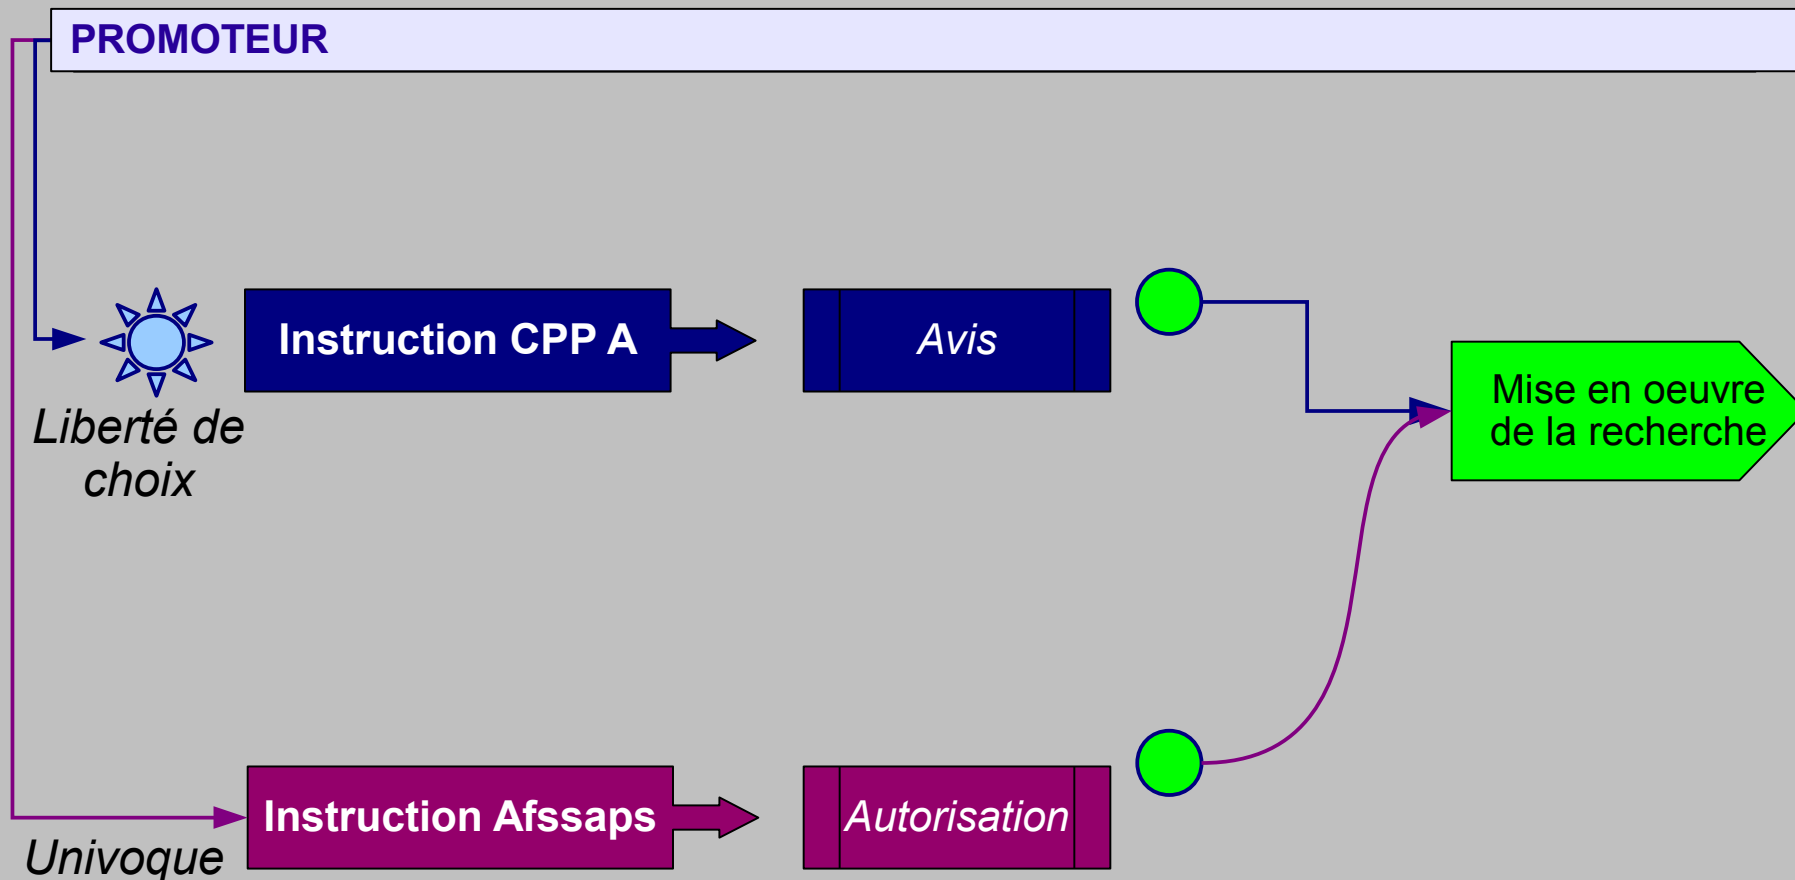 PROMOTEUR
Instruction CPP A
Avis
Liberté de
choix
Mise en oeuvre
de la recherche
Instruction Afssaps
Autorisation
Univoque